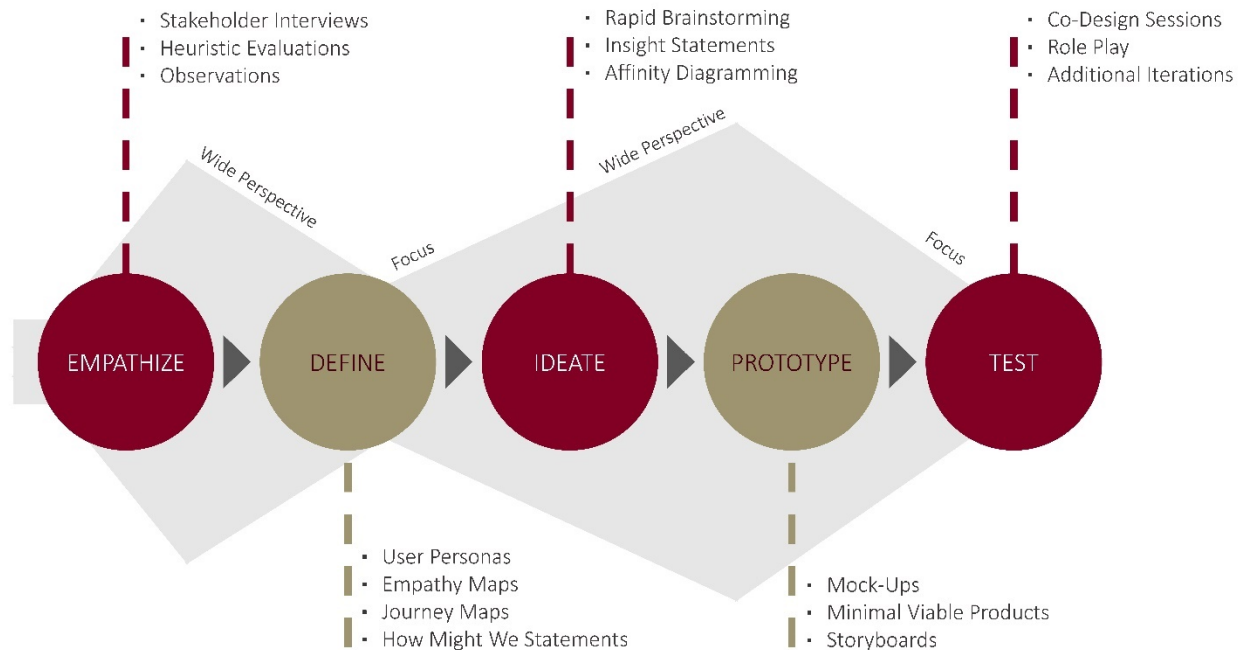 · Stakeholder Interviews
· Heuristic Evaluations
· Observations
· Rapid Brainstorming
· Insight Statements
· Affinity Diagramming
· Co-Design Sessions
· Role Play
· Additional Iterations
Wide Perspective
Focus
Wide Perspective
Focus
EMPATHIZE
DEFINE
IDEATE
PROTOTYPE
TEST
· User Personas
· Empathy Maps
· Journey Maps
· How Might We Statements
· Mock-Ups
· Minimal Viable Products
· Storyboards